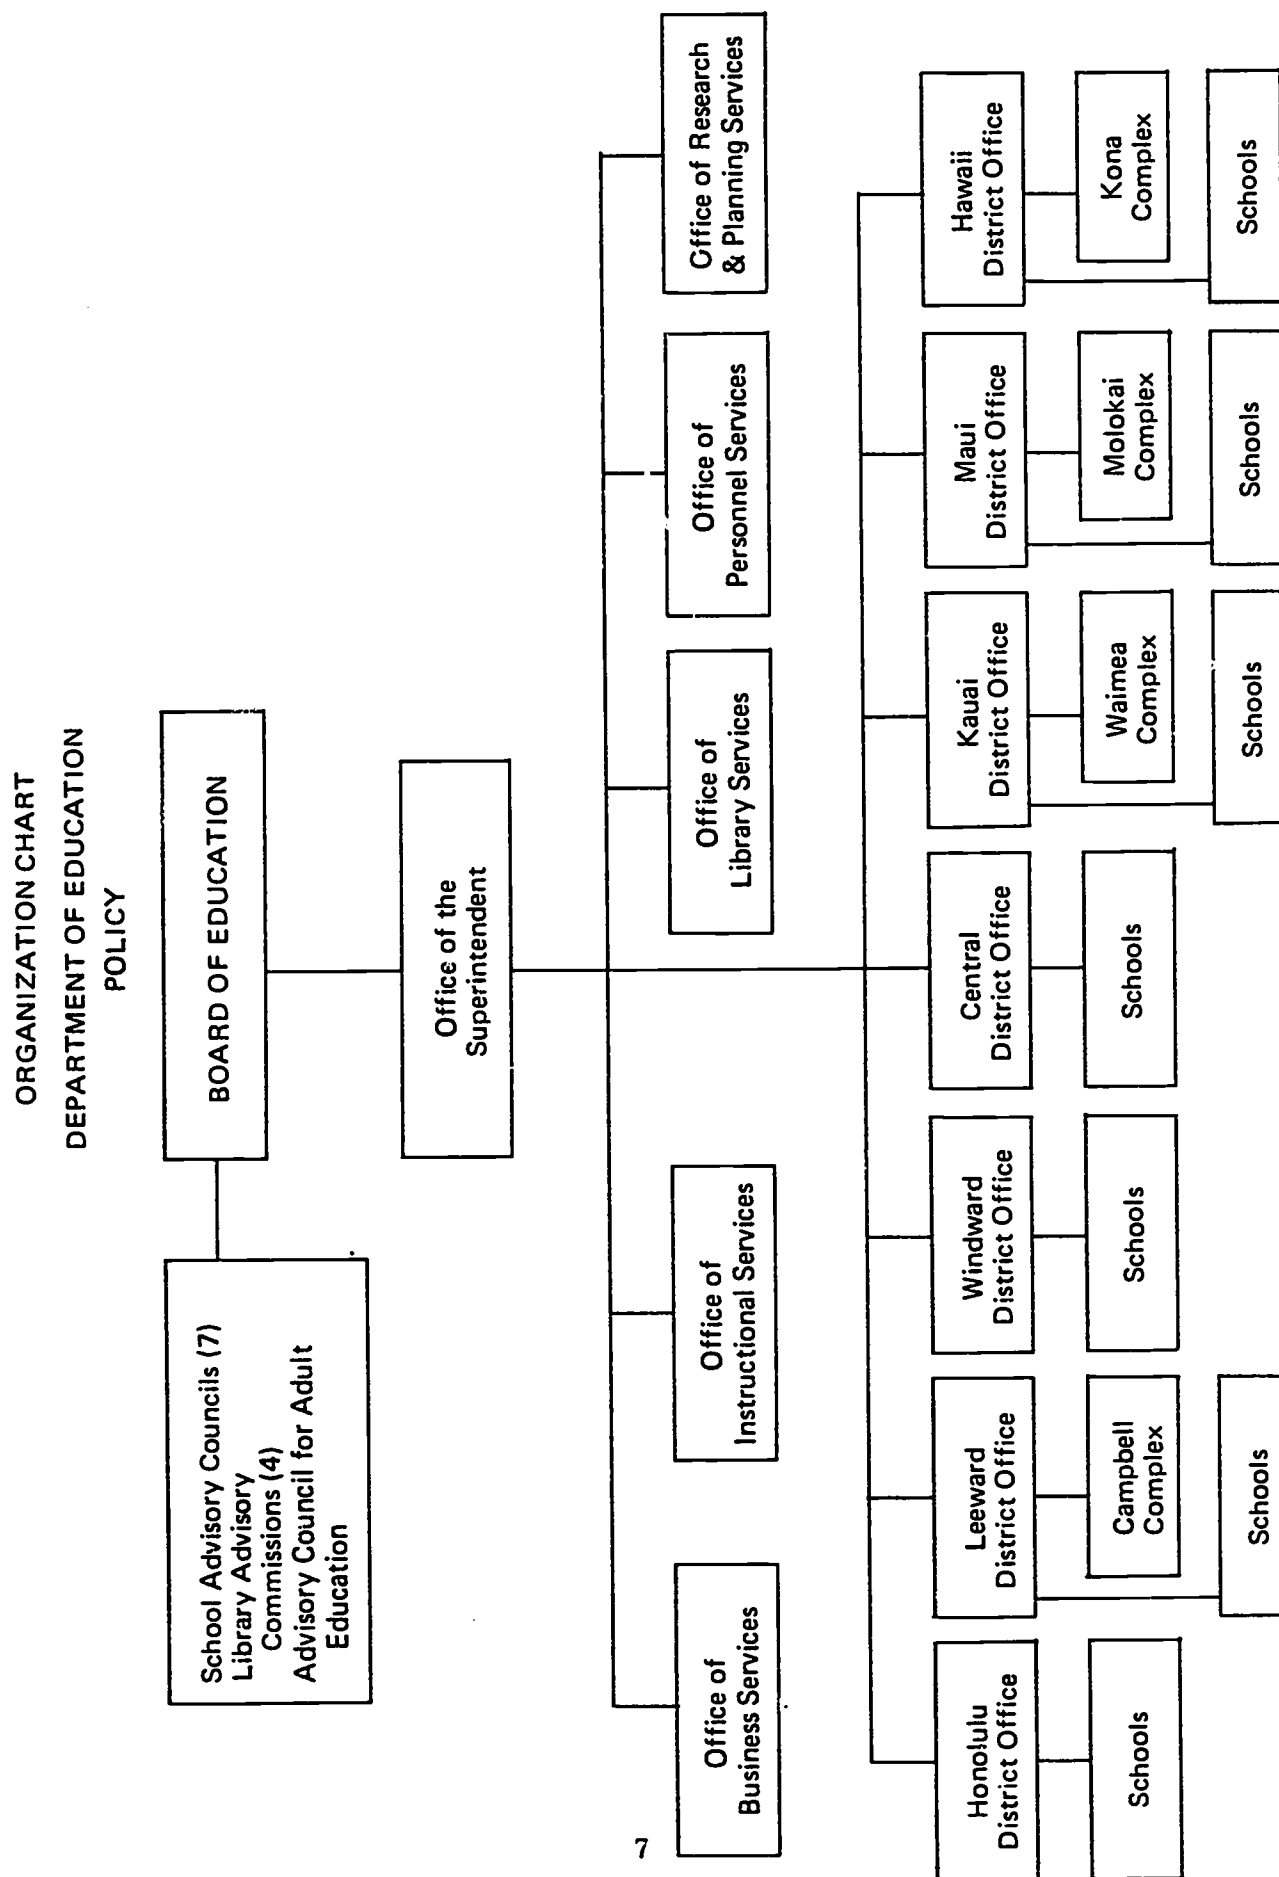 ORGANIZATION CHART
DEPARTMENT OF EDUCATION
POLICY
BOARD OF EDUCATION
School Advisory Councils (7)
Library Advisory
Commissions (4)
Advisory Council for Adult
Education
Office of the
Superintendent
Office of
Business Services
Office of
Instructional Services
Office of
Library Services
Office of
Personnel Services
Office of Research
& Planning Services
Honolulu
District Office
Leeward
District Office
Windward
District Office
Central
District Office
Kauai
District Office
Maui
District Office
Hawaii
District Office
Schools
Campbell
Complex
Schools
Schools
Waimea
Complex
Molokai
Complex
Kona
Complex
Schools
Schools
Schools
Schools
7